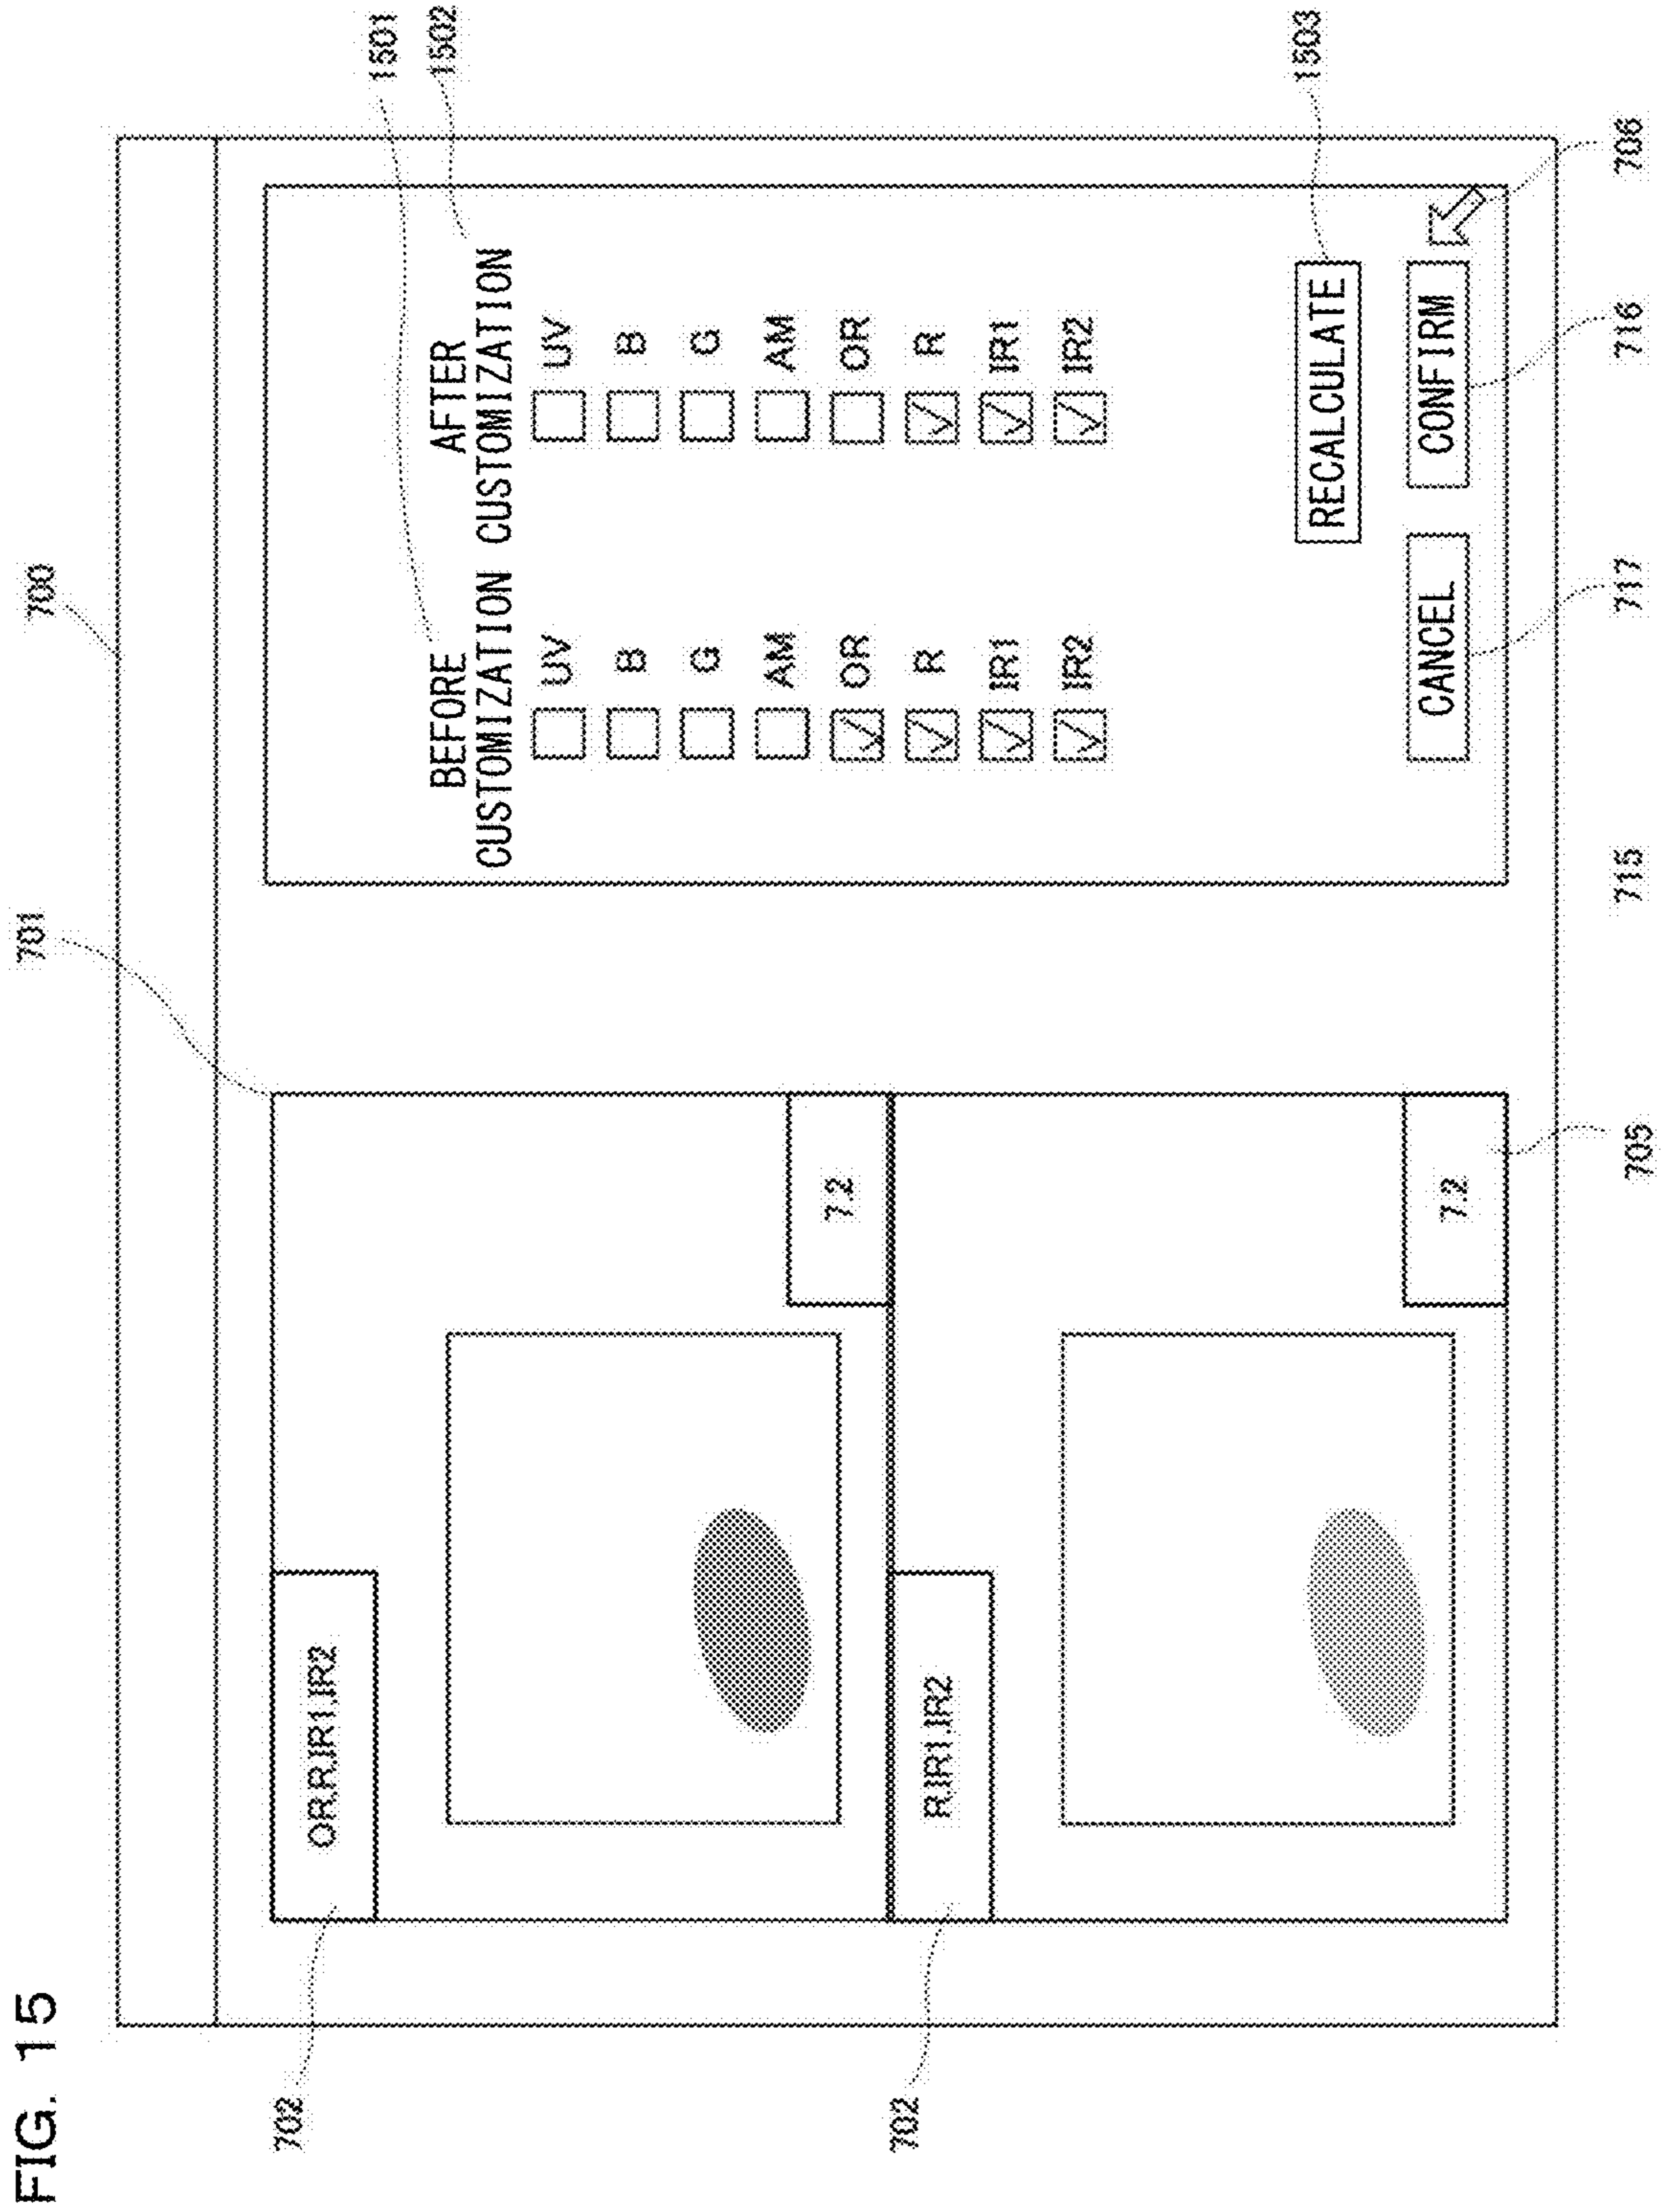 FIG. 15
700
701
702
OR,R,IR1,IR2
7.2
702
R,IR1,IR2
7.2
705
1501
1502
BEFORE CUSTOMIZATION
AFTER CUSTOMIZATION
UV
UV
B
B
G
G
AM
AM
OR
OR
R
R
IR1
IR1
IR2
IR2
RECALCULATE
1503
CANCEL
CONFIRM
715
717
716
706